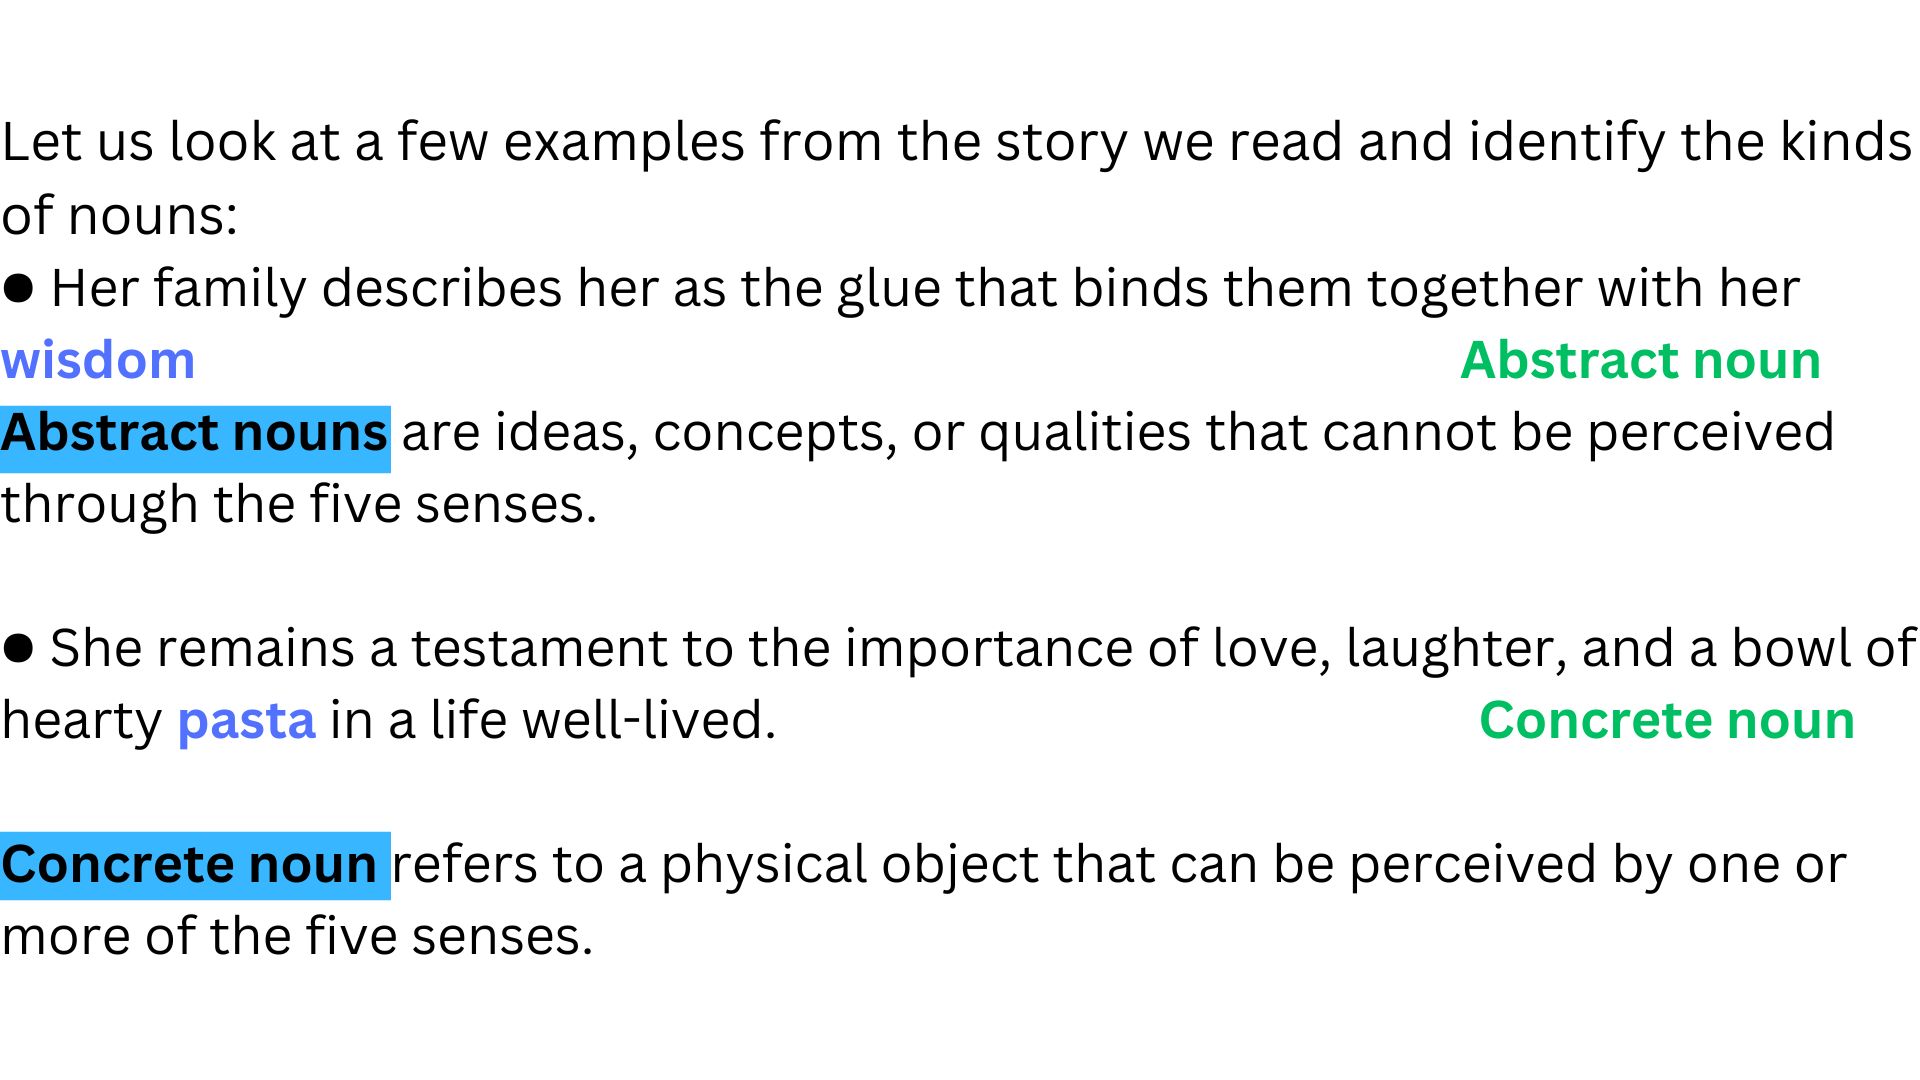 Let us look at a few examples from the story we read and identify the kinds
of nouns:
● Her family describes her as the glue that binds them together with her
wisdom Abstract noun
Abstract nouns are ideas, concepts, or qualities that cannot be perceived
through the five senses.
● She remains a testament to the importance of love, laughter, and a bowl of
hearty pasta in a life well-lived. Concrete noun
Concrete noun refers to a physical object that can be perceived by one or
more of the five senses.